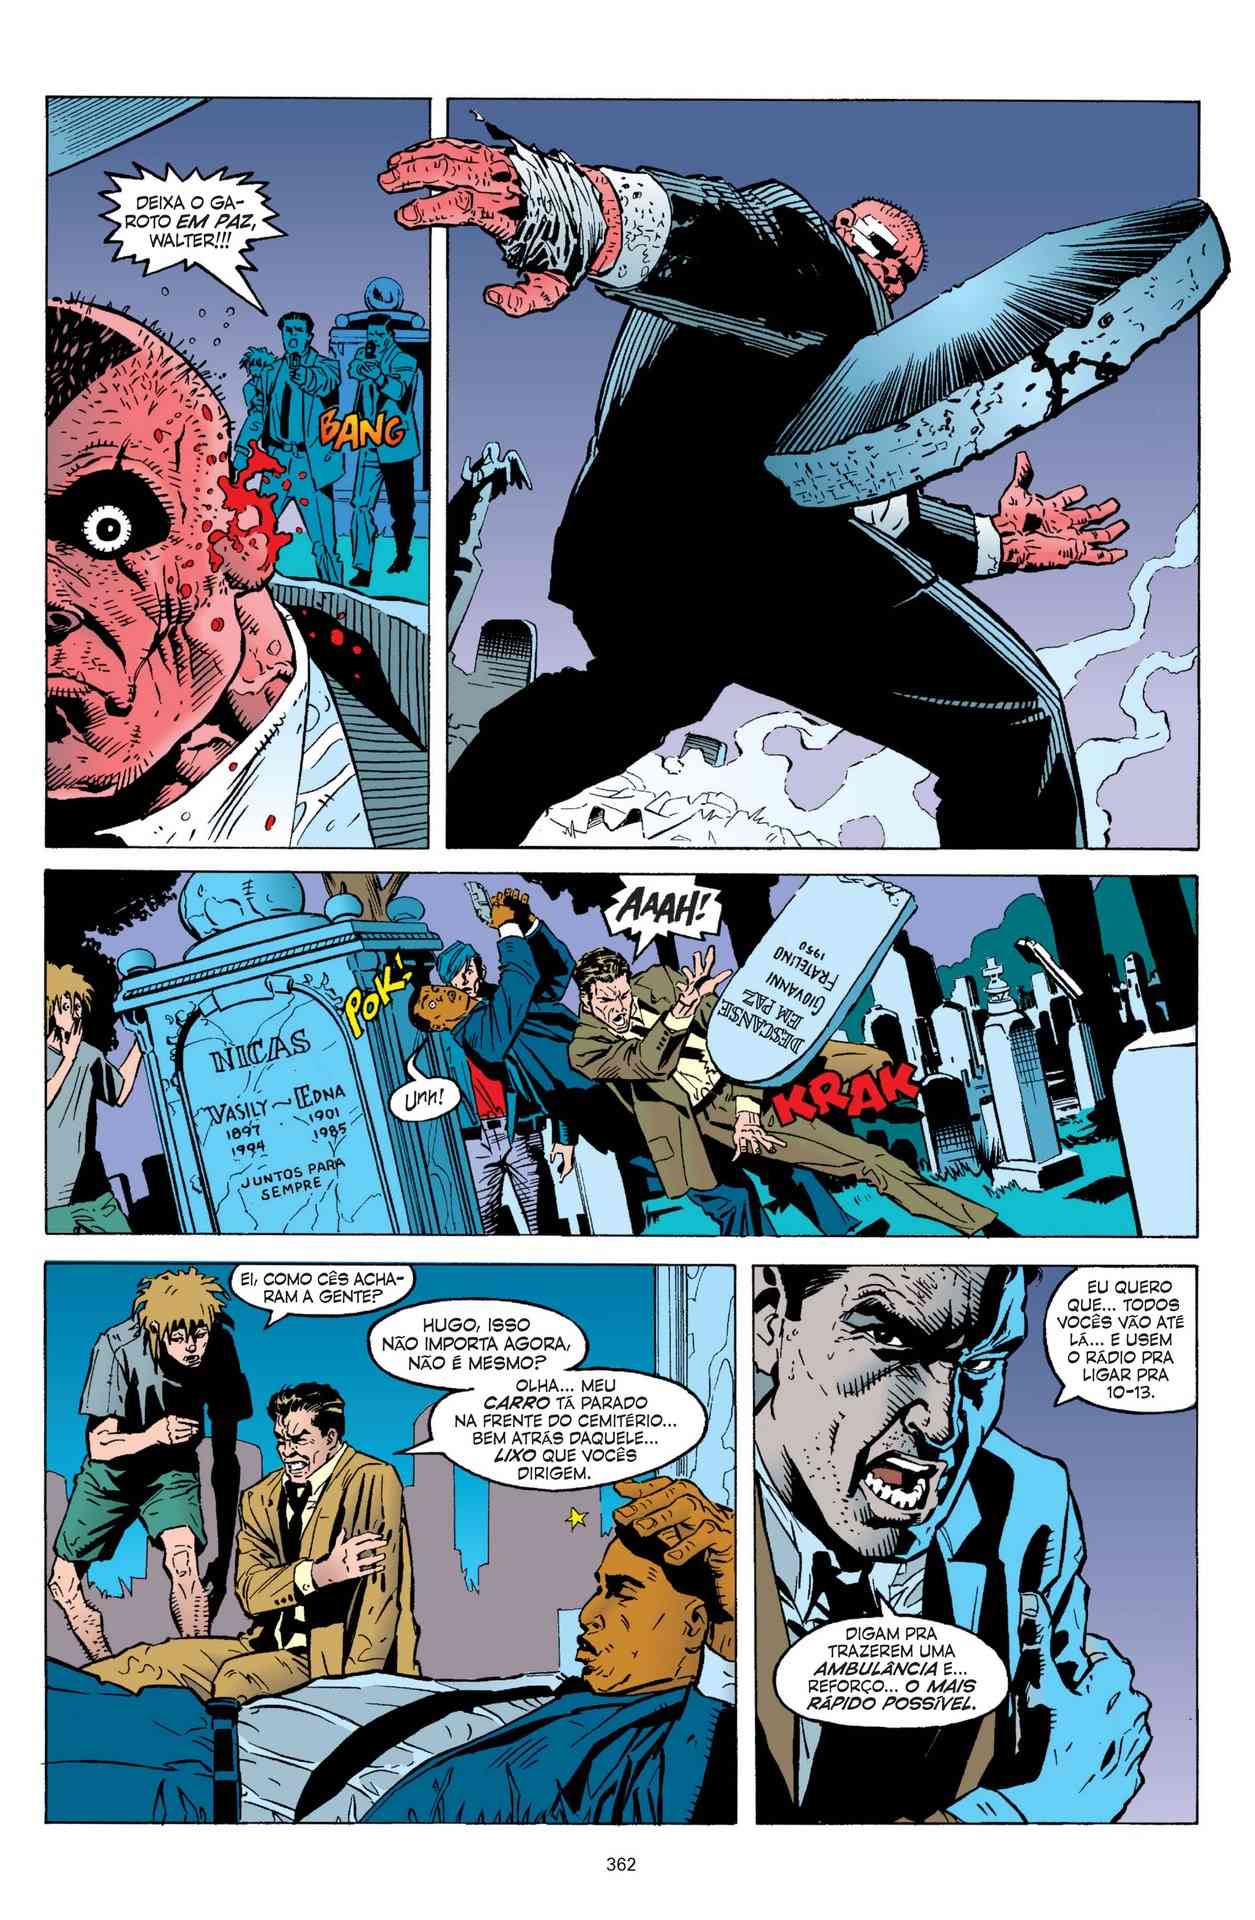 DEIXA O GA-
ROTO EM PAZ,
WALTER!!!
BANG
AAAH!
POK!
Uhh!
NICAS
VASILY ~ EDNA
1897 1901
1994 1985
JUNTOS PARA
SEMPRE
DESCANSE
EM PAZ
GIOVANNI
FRATELINO
1950
KRAK
EI, COMO CÊS ACHA-
RAM A GENTE?
HUGO, ISSO
NÃO IMPORTA AGORA,
NÃO É MESMO?
OLHA... MEU
CARRO TÁ PARADO
NA FRENTE DO CEMITÉRIO...
BEM ATRÁS DAQUELE...
LIXO QUE VOCÊS
DIRIGEM.
EU QUERO
QUE... TODOS
VOCÊS VÃO ATÉ
LÁ... E USEM
O RÁDIO PRA
LIGAR PRA
10-13.
DIGAM PRA
TRAZEREM UMA
AMBULÂNCIA E...
REFORÇO... O MAIS
RÁPIDO POSSÍVEL.
362